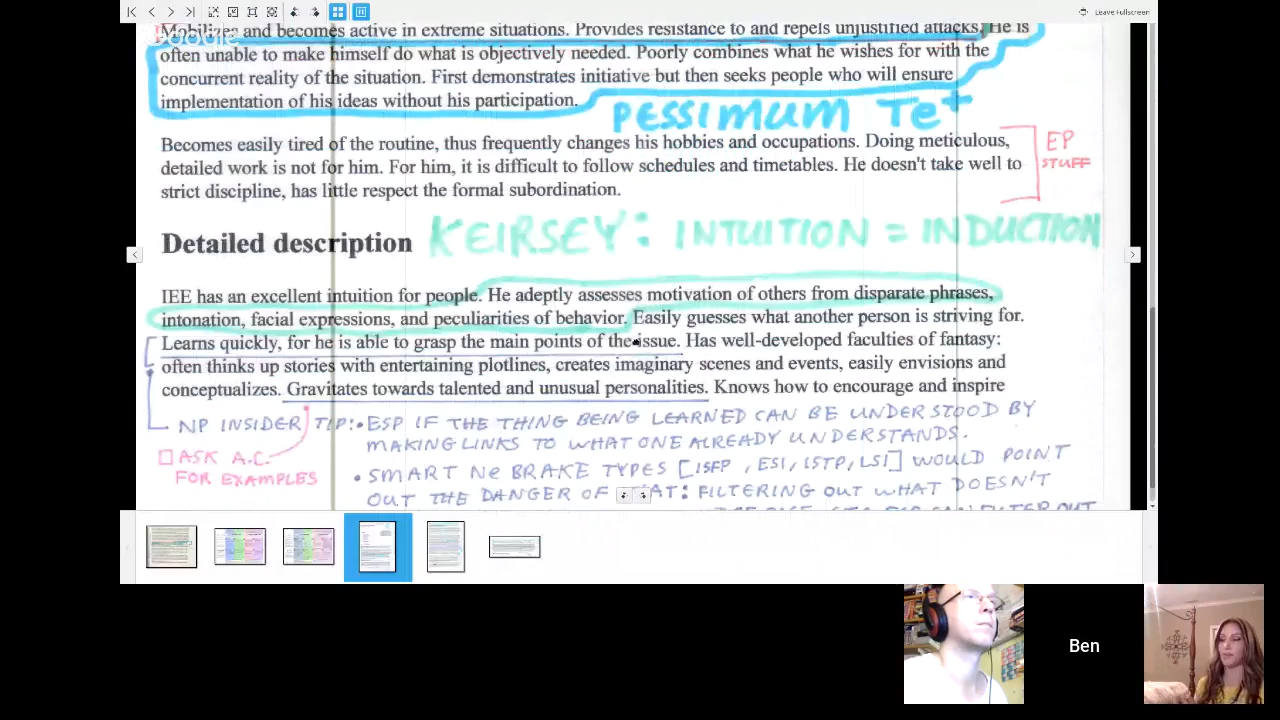 Leave Fullscreen
Mobilizes and becomes active in extreme situations. Provides resistance to and repels unjustified attacks. He is
often unable to make himself do what is objectively needed. Poorly combines what he wishes for with the
concurrent reality of the situation. First demonstrates initiative but then seeks people who will ensure
implementation of his ideas without his participation.
PESSIMUM Te+
Becomes easily tired of the routine, thus frequently changes his hobbies and occupations. Doing meticulous,
detailed work is not for him. For him, it is difficult to follow schedules and timetables. He doesn't take well to
strict discipline, has little respect the formal subordination.
EP
STUFF
Detailed description KEIRSEY: INTUITION = INDUCTION
IEE has an excellent intuition for people. He adeptly assesses motivation of others from disparate phrases,
intonation, facial expressions, and peculiarities of behavior. Easily guesses what another person is striving for.
Learns quickly, for he is able to grasp the main points of the issue. Has well-developed faculties of fantasy:
often thinks up stories with entertaining plotlines, creates imaginary scenes and events, easily envisions and
conceptualizes. Gravitates towards talented and unusual personalities. Knows how to encourage and inspire
NP INSIDER TIP: • ESP IF THE THING BEING LEARNED CAN BE UNDERSTOOD BY
MAKING LINKS TO WHAT ONE ALREADY UNDERSTANDS.
ASK A.C.
FOR EXAMPLES
• SMART Ne BRAKE TYPES [ISFP, ESI, ISTP, LSI] WOULD POINT
OUT THE DANGER OF THAT: FILTERING OUT WHAT DOESN'T
Ben